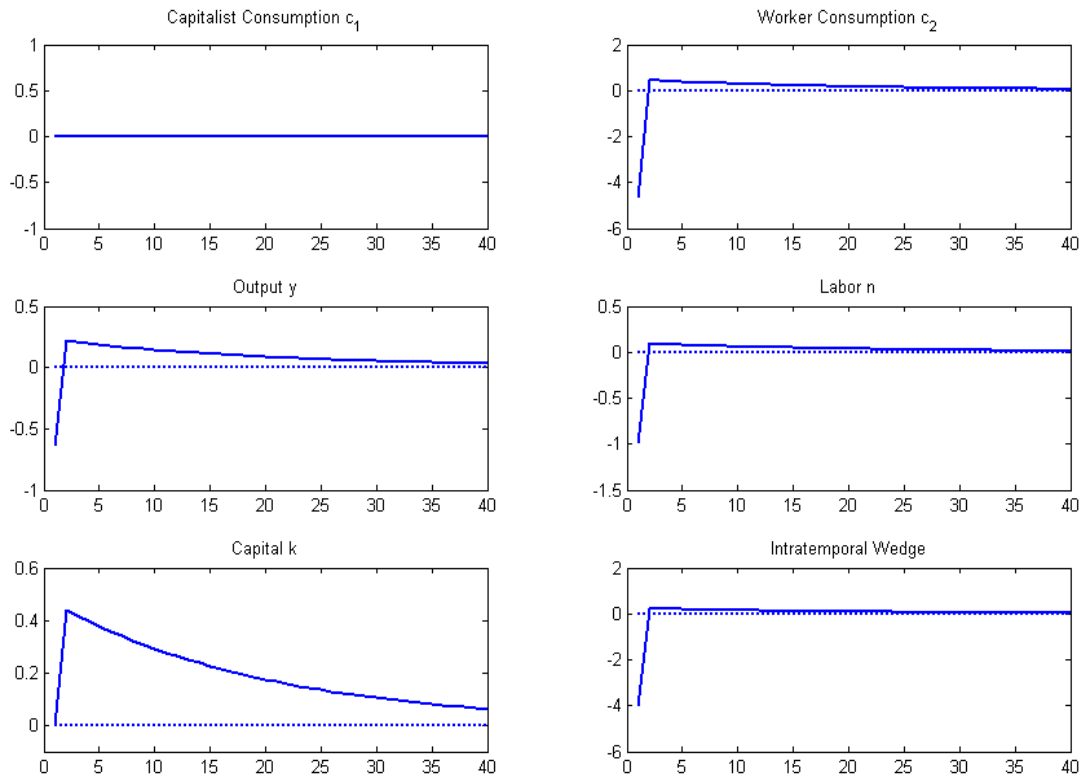 Capitalist Consumption c1
1
0.5
0
-0.5
-1
0 5 10 15 20 25 30 35 40
Worker Consumption c2
2
0
-2
-4
-6
0 5 10 15 20 25 30 35 40
Output y
0.5
0
-0.5
-1
0 5 10 15 20 25 30 35 40
Labor n
0.5
0
-0.5
-1
-1.5
0 5 10 15 20 25 30 35 40
Capital k
0.6
0.4
0.2
0
0 5 10 15 20 25 30 35 40
Intratemporal Wedge
2
0
-2
-4
-6
0 5 10 15 20 25 30 35 40